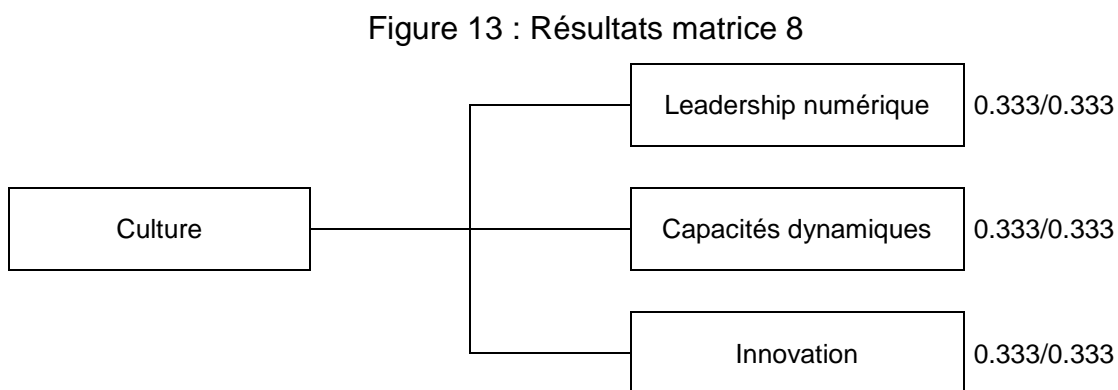 Figure 13 : Résultats matrice 8
Leadership numérique 0.333/0.333
Culture
Capacités dynamiques 0.333/0.333
Innovation 0.333/0.333